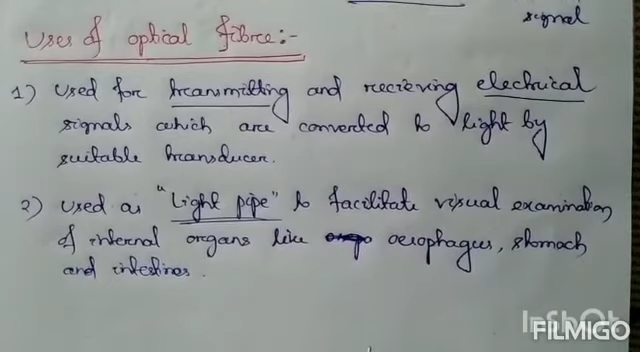 signal
Uses of optical fibre:-
1) Used for transmitting and recieving electrical
signals which are converted to light by
suitable transducer.
2) Used as "Light pipe" to facilitate visual examination
of internal organs like oesophagus, stomach
and intestines.
InShOt
FILMIGO